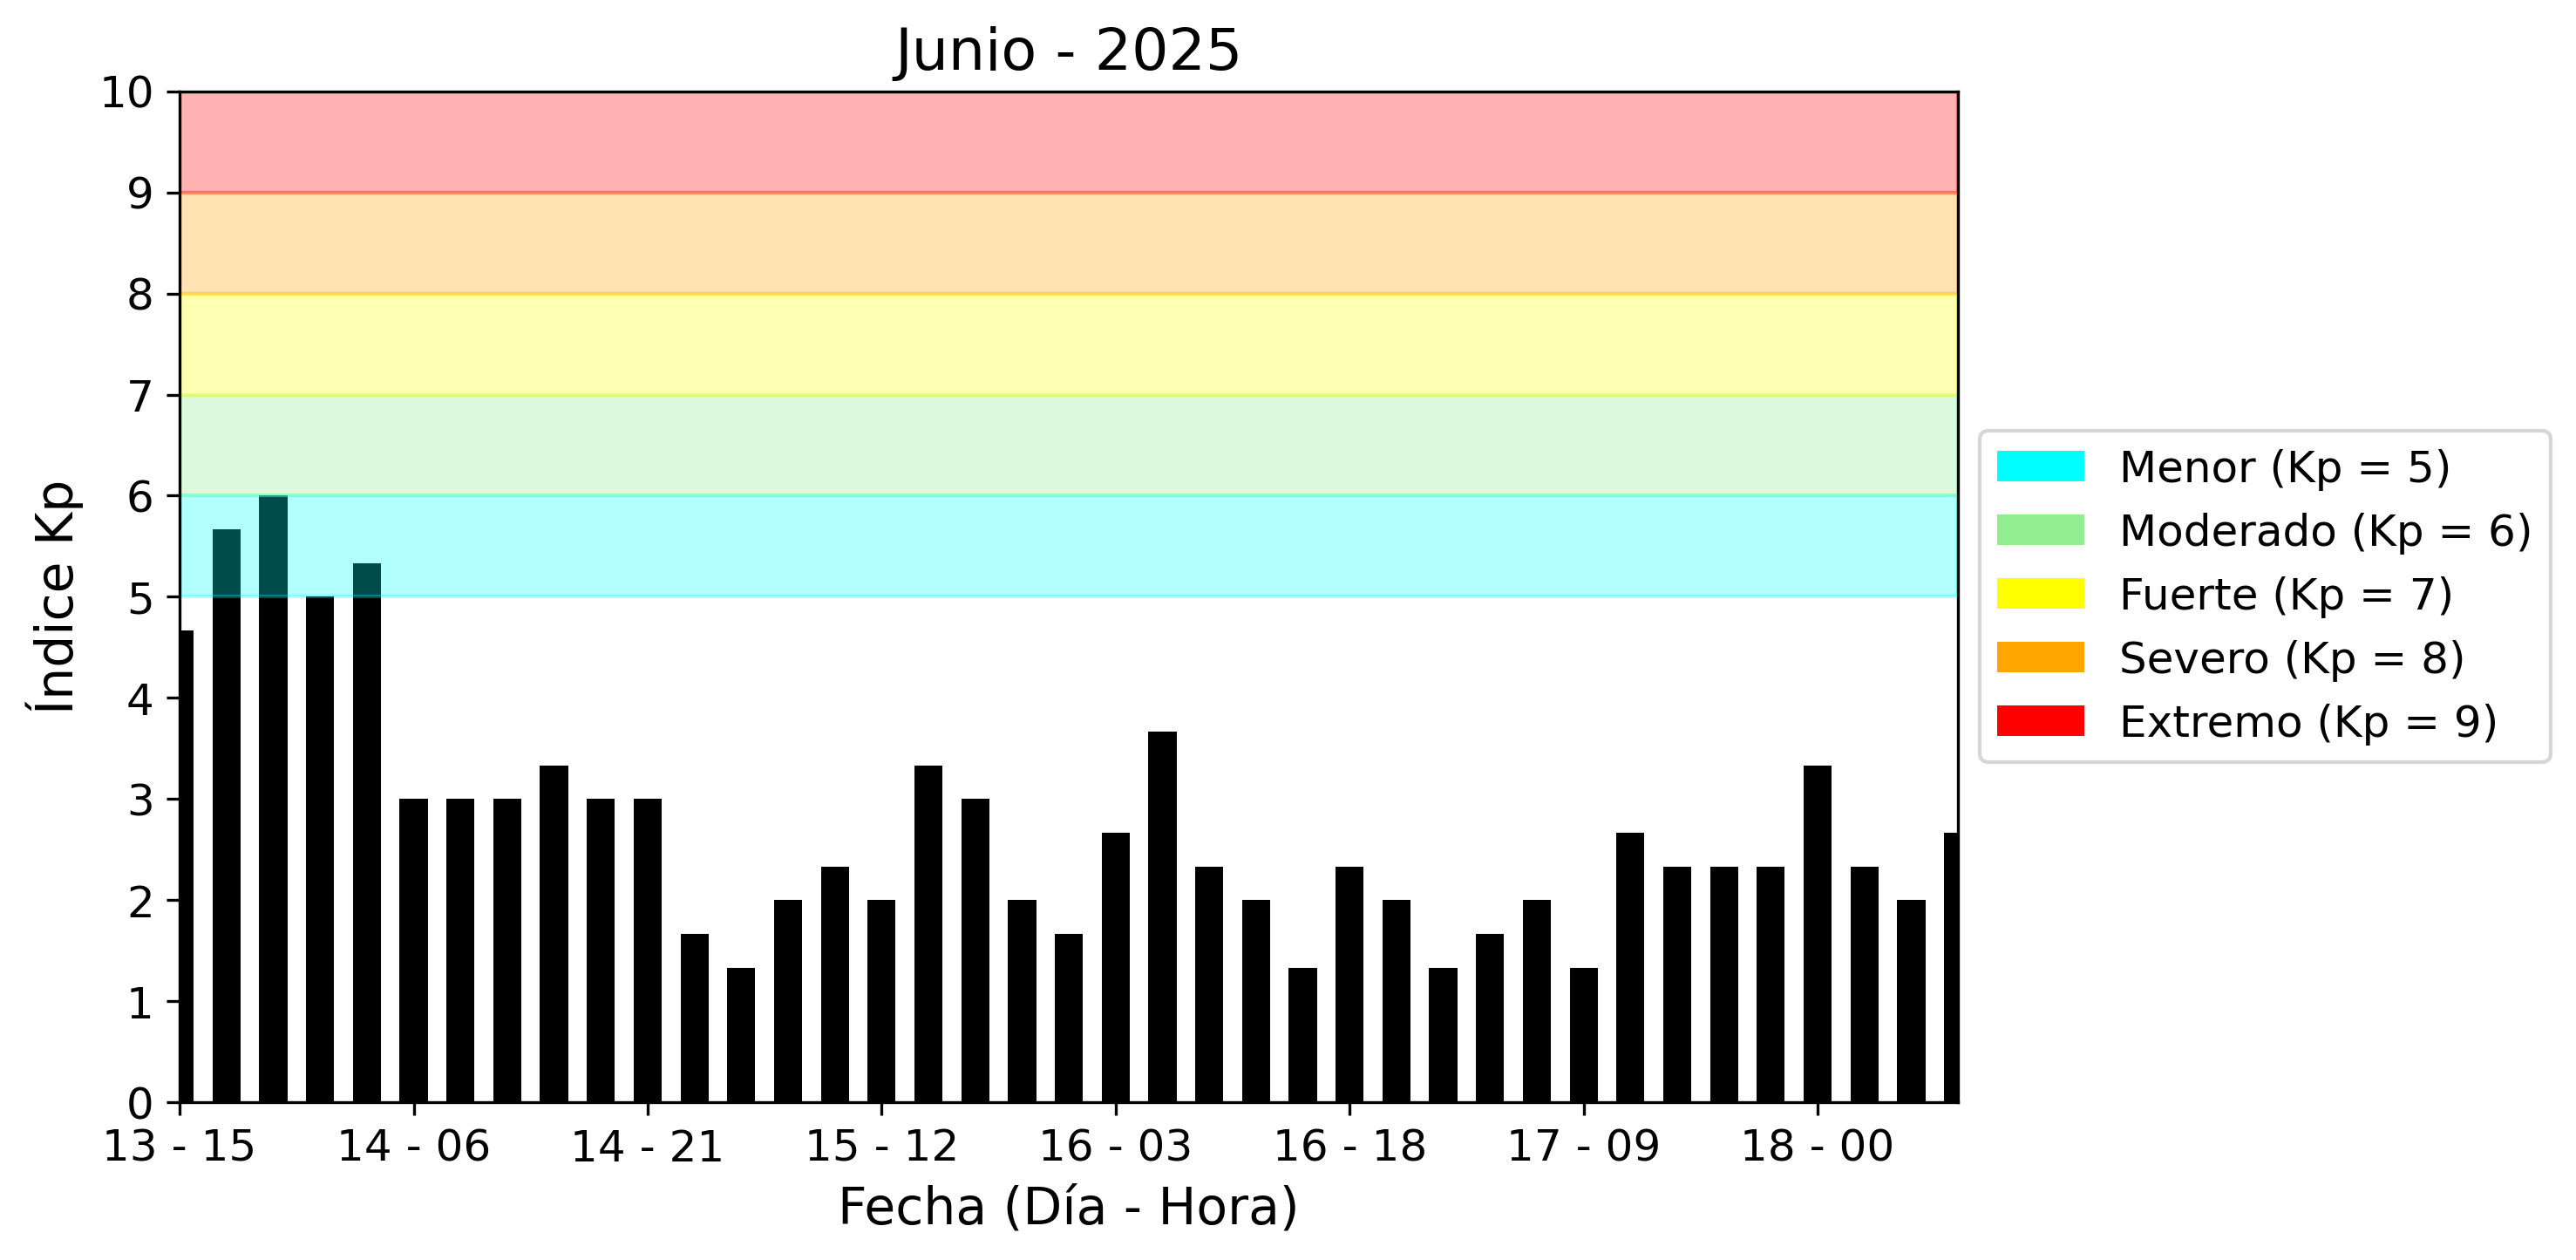 Junio - 2025
10
9
8
7
6
5
4
3
2
1
0
Índice Kp
13 - 15
14 - 06
14 - 21
15 - 12
16 - 03
16 - 18
17 - 09
18 - 00
Fecha (Día - Hora)
Menor (Kp = 5)
Moderado (Kp = 6)
Fuerte (Kp = 7)
Severo (Kp = 8)
Extremo (Kp = 9)